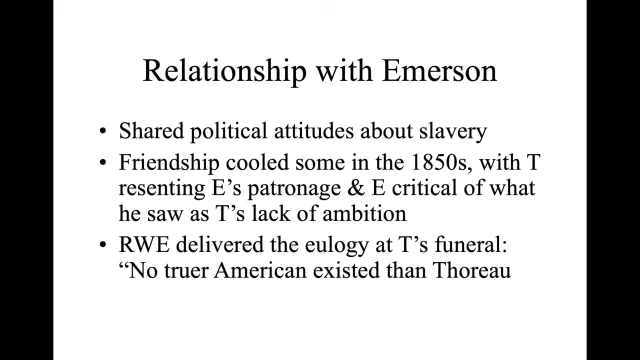 Relationship with Emerson
• Shared political attitudes about slavery
• Friendship cooled some in the 1850s, with T
resenting E’s patronage & E critical of what
he saw as T’s lack of ambition
• RWE delivered the eulogy at T’s funeral:
“No truer American existed than Thoreau